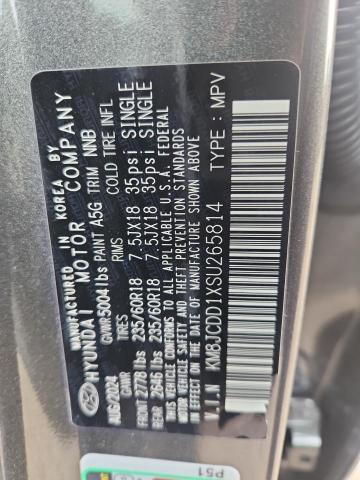 MANUFACTURED IN KOREA BY
HYUNDAI MOTOR COMPANY
AUG/2024 GVWR 5004 lbs PAINT A5G TRIM NNB
GAWR TIRES RIMS COLD TIRE INFL
FRONT 2778 lbs 235/60R18 7.5JX18 35psi SINGLE
REAR 2646 lbs 235/60R18 7.5JX18 35psi SINGLE
THIS VEHICLE CONFORMS TO ALL APPLICABLE U.S.A. FEDERAL
MOTOR VEHICLE SAFETY STANDARDS IN EFFECT ON
THE DATE OF MANUFACTURE SHOWN ABOVE
V.I.N KM8JCDD1XSU265814 TYPE : MPV
P51